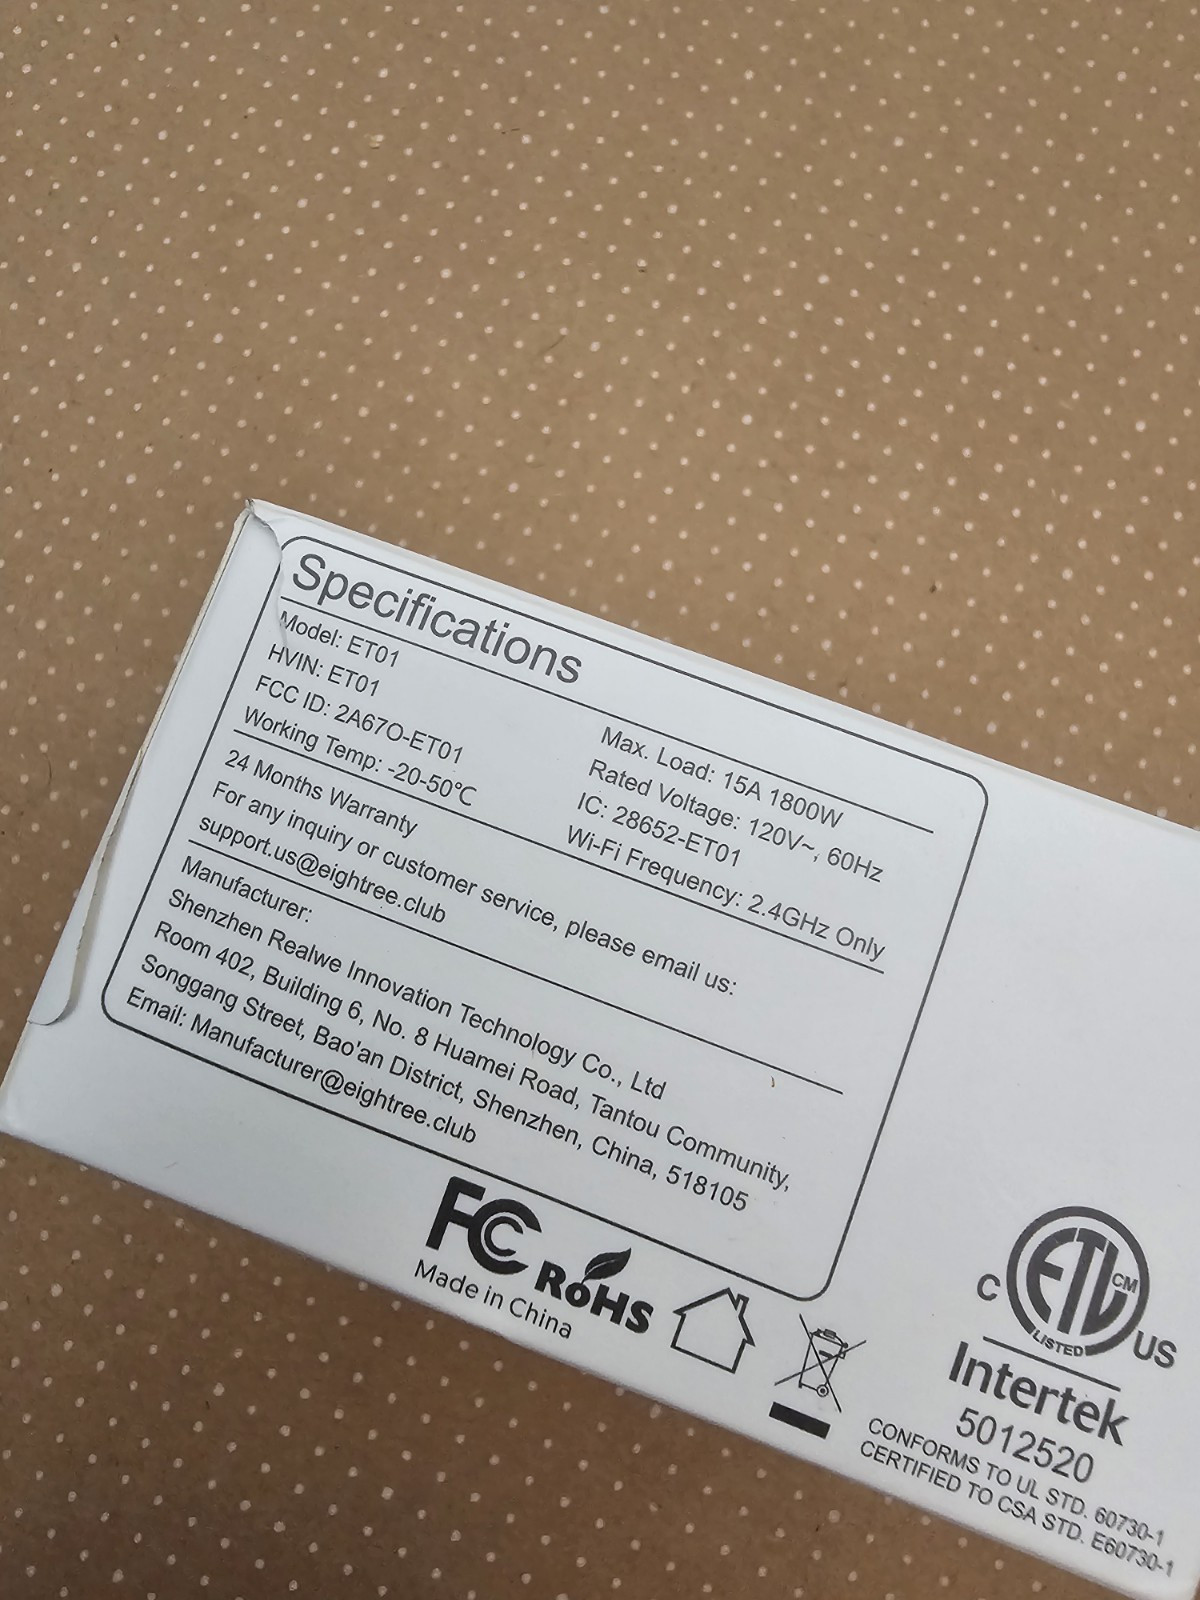 Specifications
Model: ET01
HVIN: ET01
FCC ID: 2A67O-ET01
Working Temp: -20-50℃
Max. Load: 15A 1800W
Rated Voltage: 120V~, 60Hz
IC: 28652-ET01
Wi-Fi Frequency: 2.4GHz Only
24 Months Warranty
For any inquiry or customer service, please email us:
support.us@eightree.club
Manufacturer:
Shenzhen Realwe Innovation Technology Co., Ltd
Room 402, Building 6, No. 8 Huamei Road, Tantou Community,
Songgang Street, Bao'an District, Shenzhen, China, 518105
Email: Manufacturer@eightree.club
FC RoHS
Made in China
C ETL CM US
LISTED
Intertek
5012520
CONFORMS TO UL STD. 60730-1
CERTIFIED TO CSA STD. E60730-1